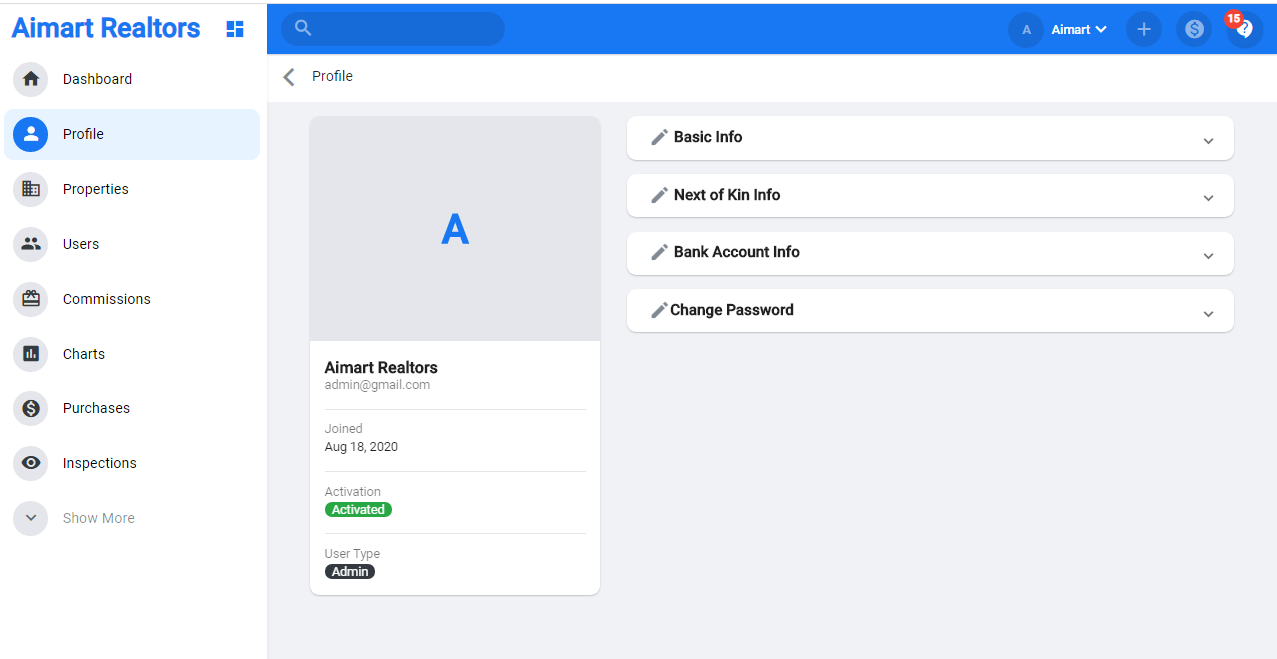 Aimart Realtors
Dashboard
Profile
Properties
Users
Commissions
Charts
Purchases
Inspections
Show More
A
Aimart
15
?
Profile
A
Aimart Realtors
admin@gmail.com
Joined
Aug 18, 2020
Activation
Activated
User Type
Admin
Basic Info
Next of Kin Info
Bank Account Info
Change Password